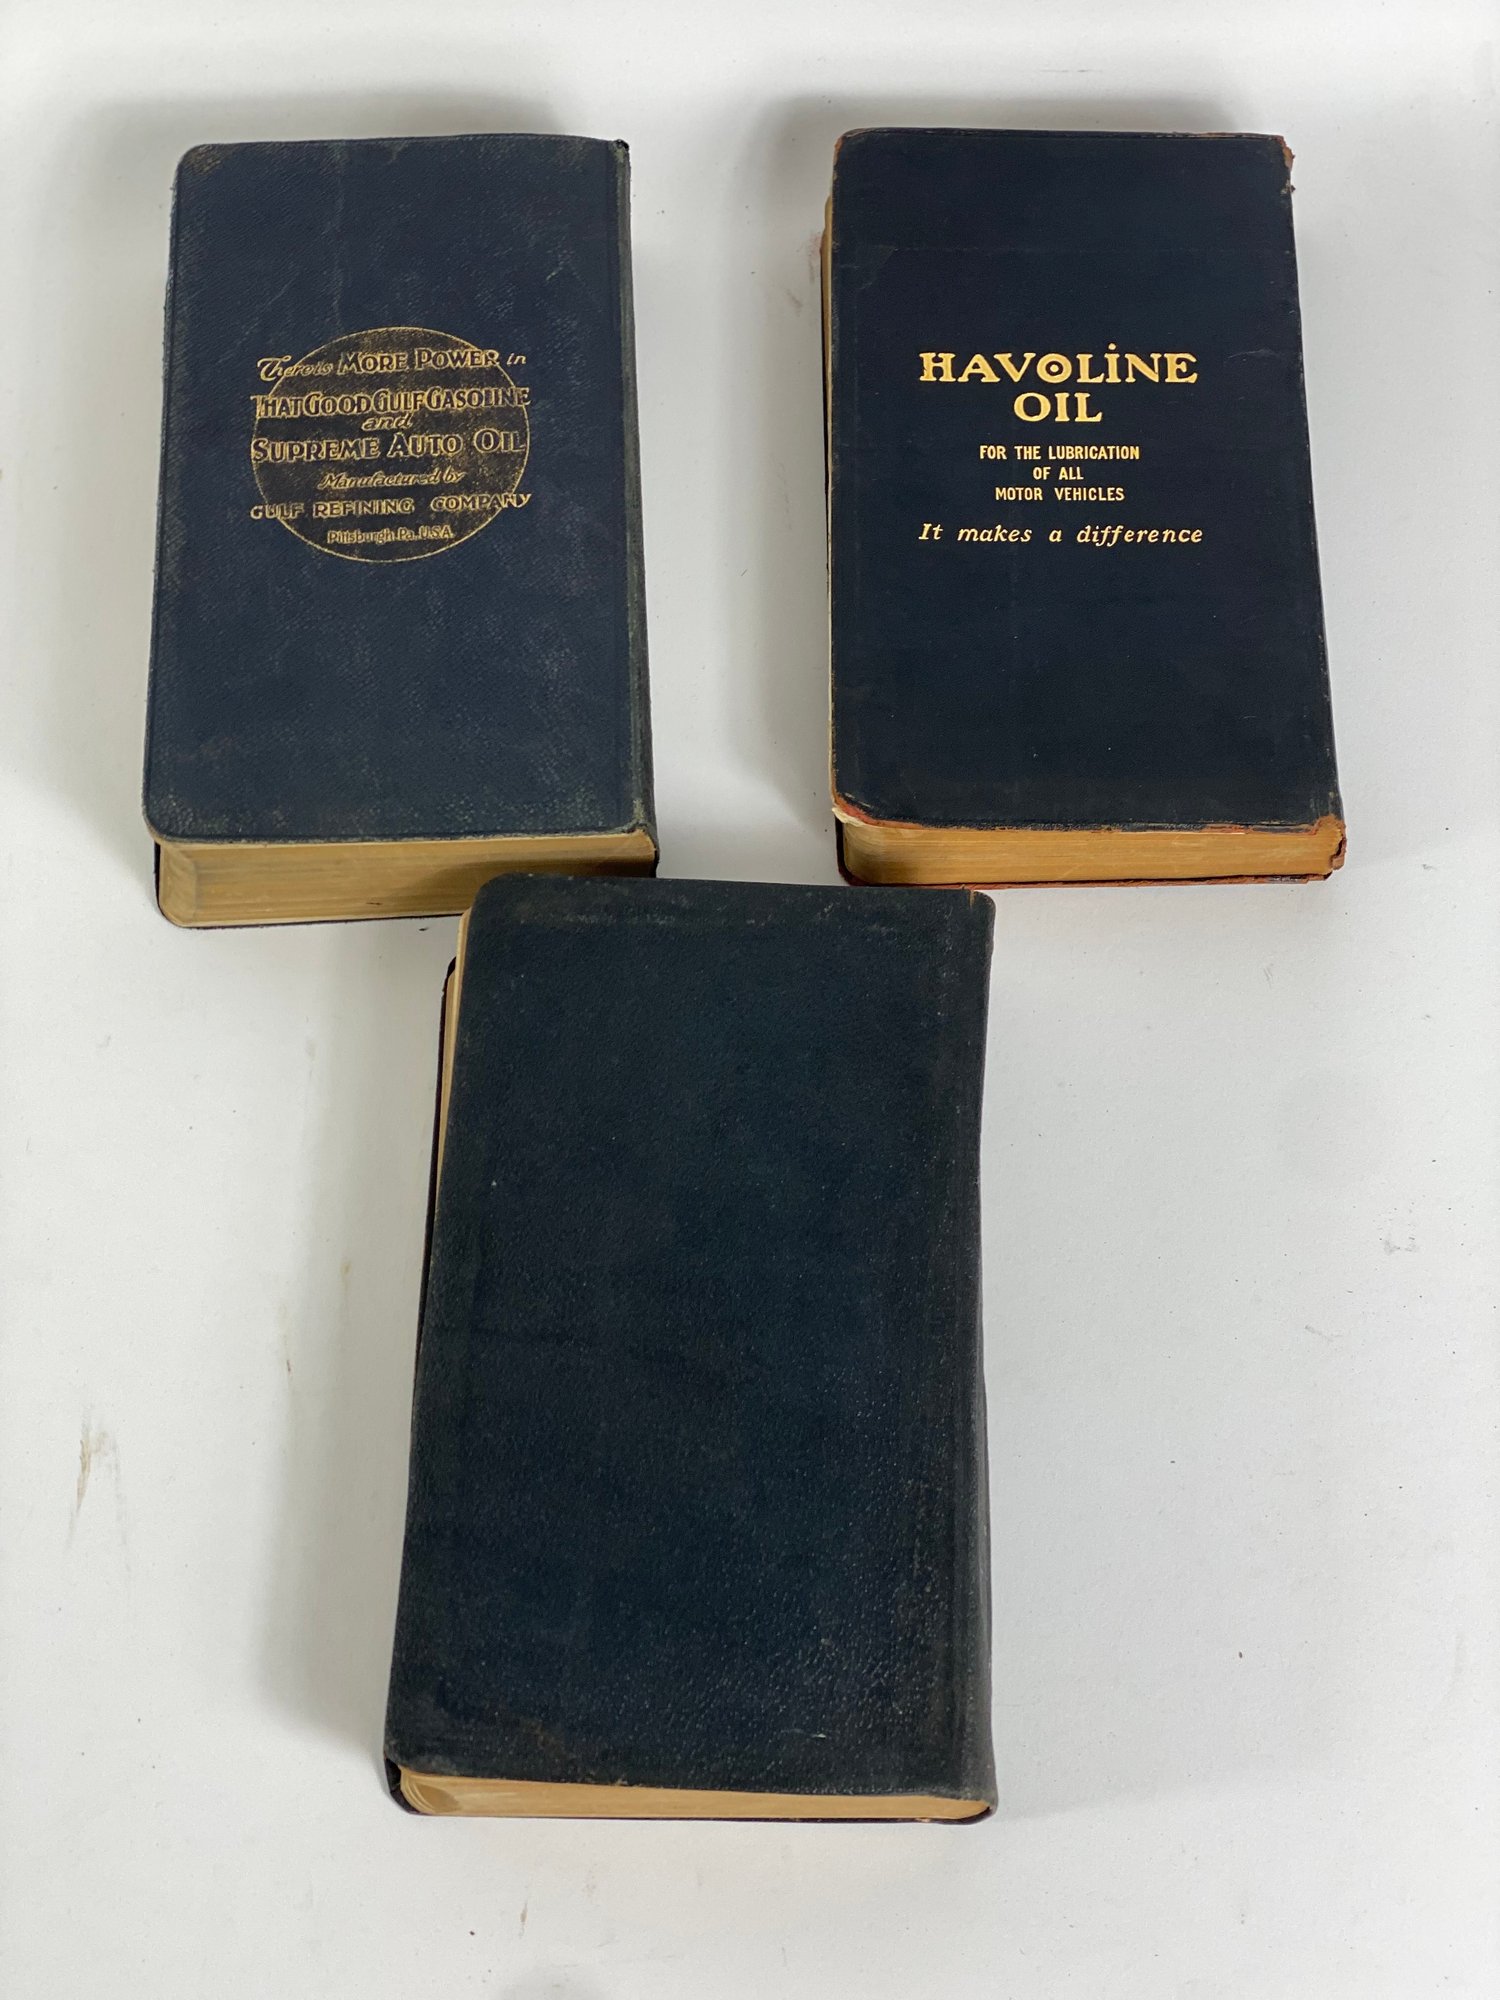 There is MORE POWER in
THAT GOOD GULF GASOLINE
and
SUPREME AUTO OIL
Manufactured by
GULF REFINING COMPANY
Pittsburgh. Pa. U.S.A.
HAVOLINE
OIL
FOR THE LUBRICATION
OF ALL
MOTOR VEHICLES
It makes a difference